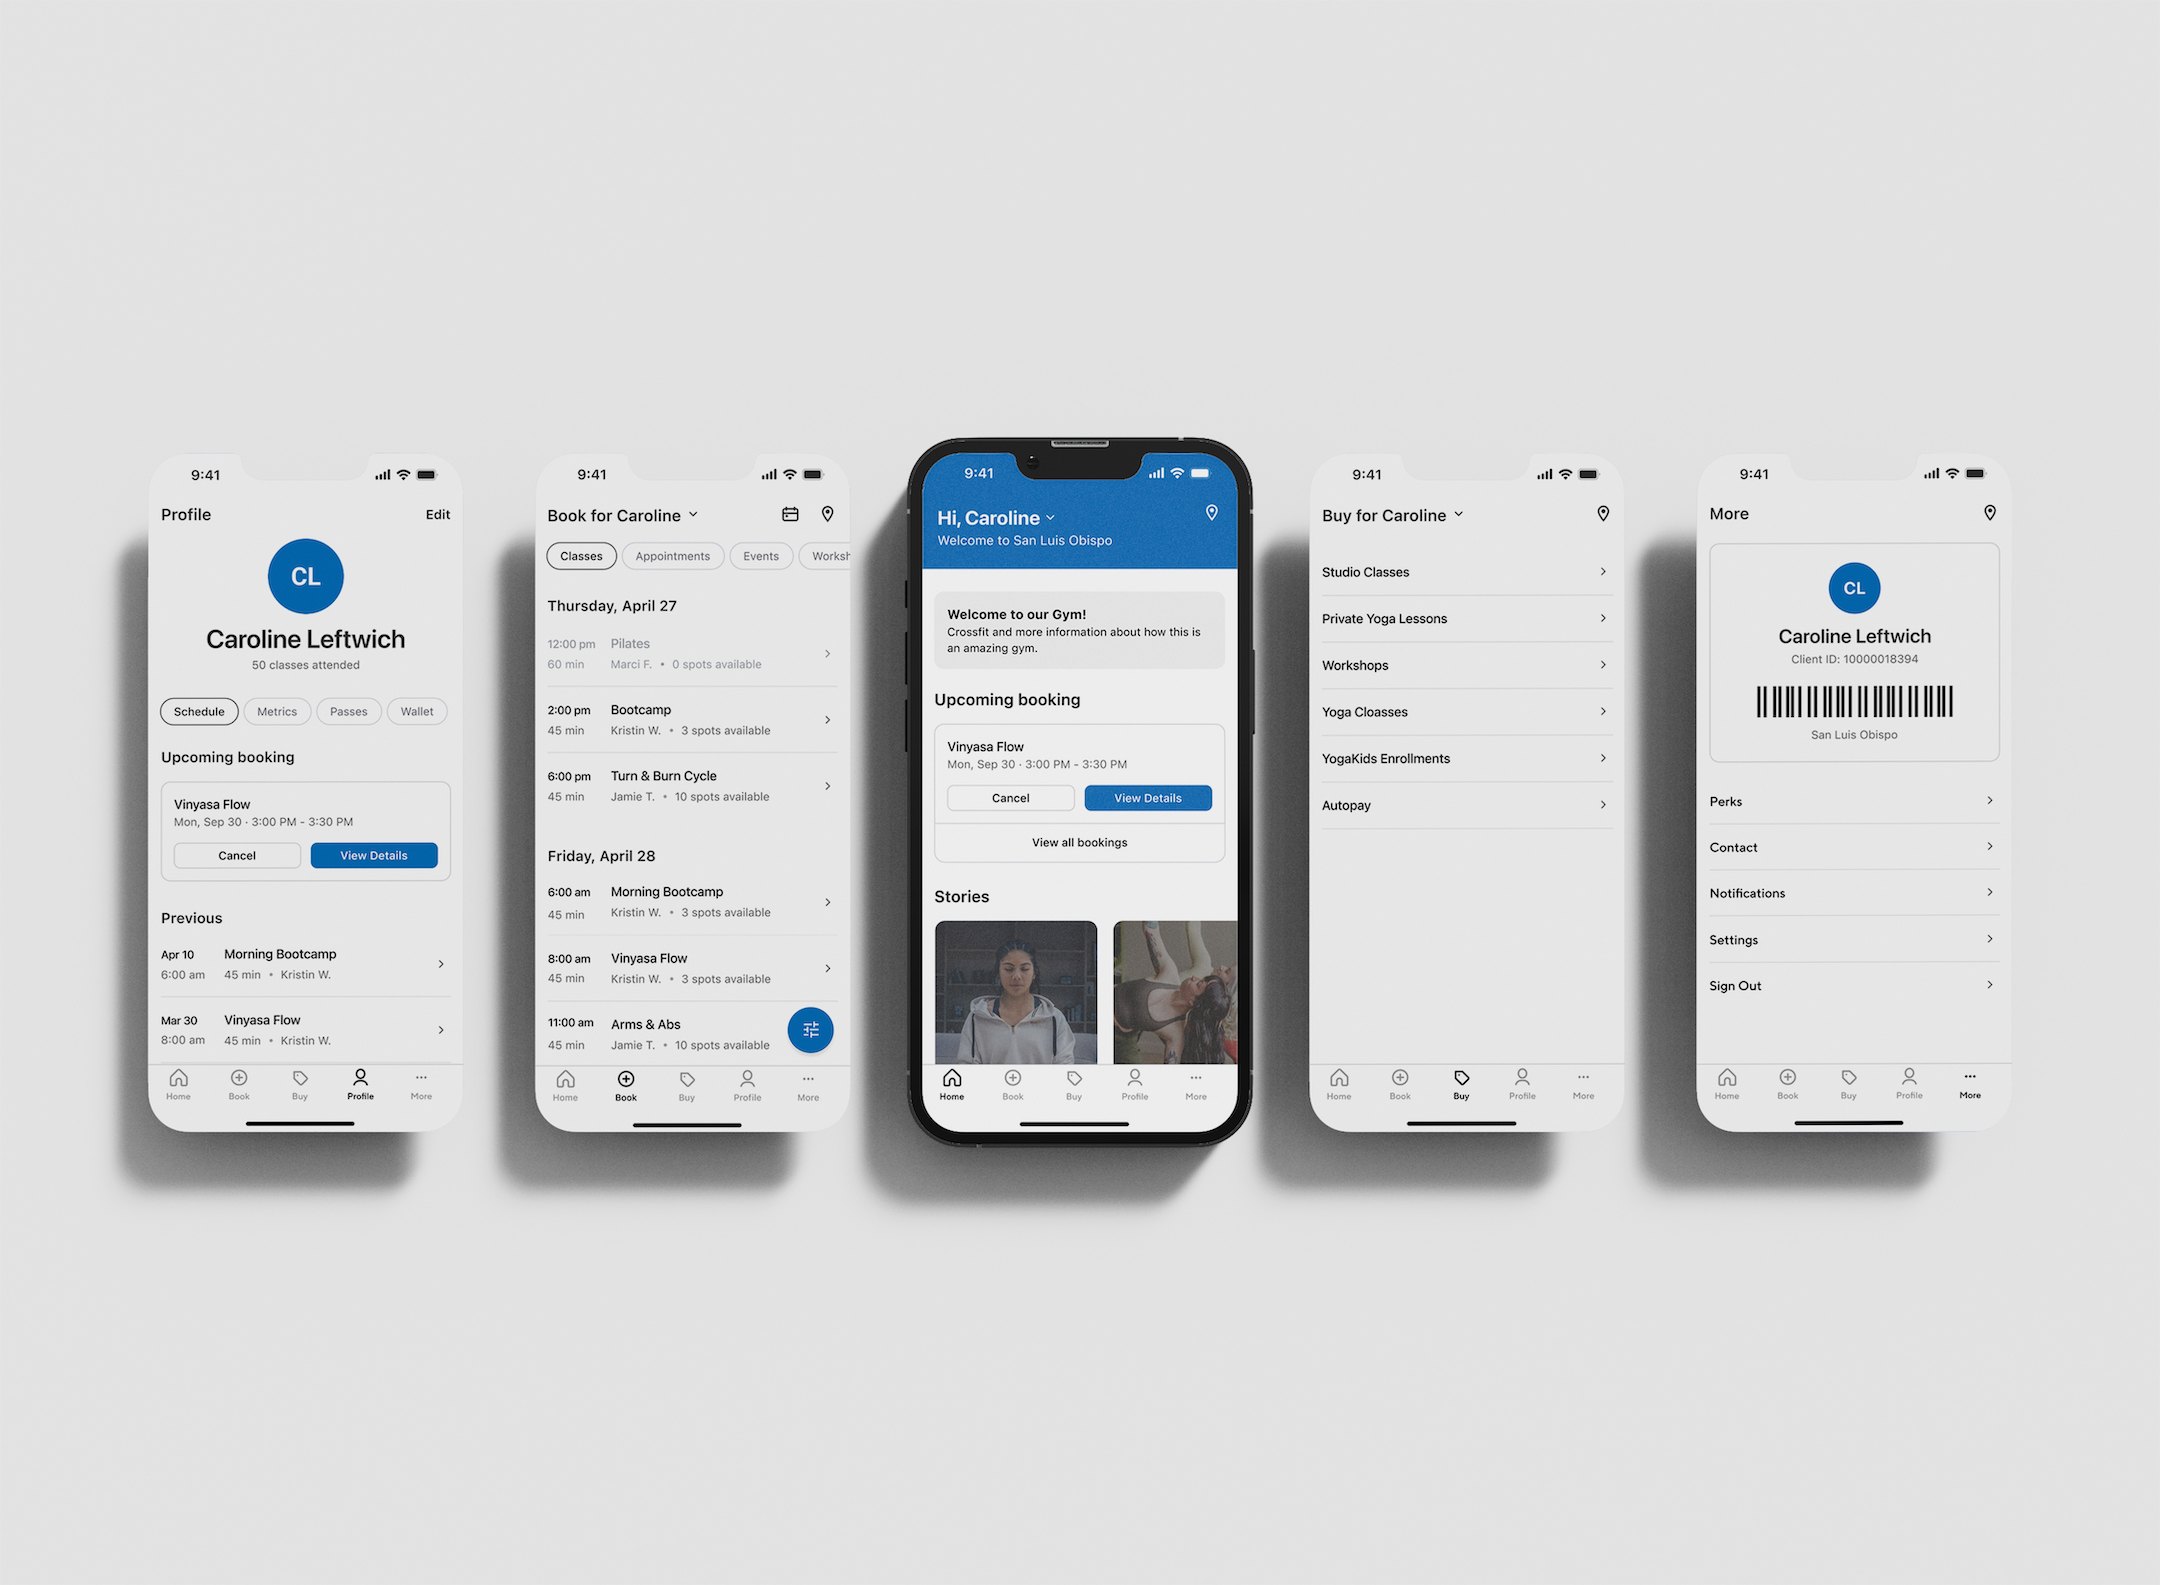 9:41
Profile
Edit
CL
Caroline Leftwich
50 classes attended
Schedule
Metrics
Passes
Wallet
Upcoming booking
Vinyasa Flow
Mon, Sep 30 · 3:00 PM - 3:30 PM
Cancel
View Details
Previous
Apr 10 Morning Bootcamp
6:00 am 45 min • Kristin W.
Mar 30 Vinyasa Flow
8:00 am 45 min • Kristin W.
Home Book Buy Profile More
9:41
Book for Caroline
Classes
Appointments
Events
Worksh
Thursday, April 27
12:00 pm Pilates
60 min Marci F. • 0 spots available
2:00 pm Bootcamp
45 min Kristin W. • 3 spots available
6:00 pm Turn & Burn Cycle
45 min Jamie T. • 10 spots available
Friday, April 28
6:00 am Morning Bootcamp
45 min Kristin W. • 3 spots available
8:00 am Vinyasa Flow
45 min Kristin W. • 3 spots available
11:00 am Arms & Abs
45 min Jamie T. • 10 spots available
Home Book Buy Profile More
9:41
Hi, Caroline
Welcome to San Luis Obispo
Welcome to our Gym!
Crossfit and more information about how this is
an amazing gym.
Upcoming booking
Vinyasa Flow
Mon, Sep 30 · 3:00 PM - 3:30 PM
Cancel
View Details
View all bookings
Stories
Home Book Buy Profile More
9:41
Buy for Caroline
Studio Classes
Private Yoga Lessons
Workshops
Yoga Cloasses
YogaKids Enrollments
Autopay
Home Book Buy Profile More
9:41
More
CL
Caroline Leftwich
Client ID: 10000018394
San Luis Obispo
Perks
Contact
Notifications
Settings
Sign Out
Home Book Buy Profile More